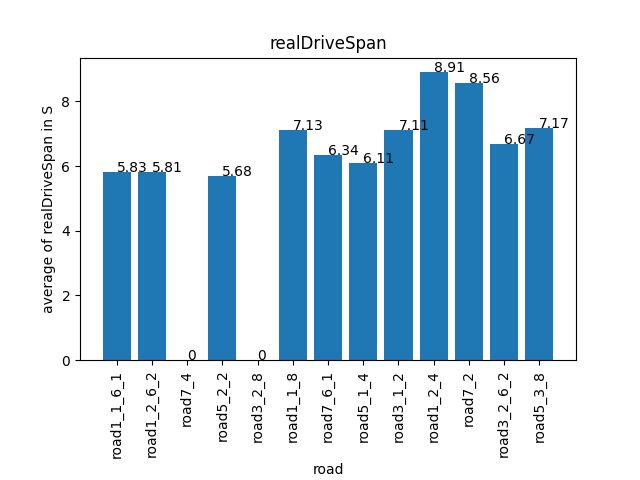 realDriveSpan
average of realDriveSpan in S
8
6
4
2
0
5.83
5.81
0
5.68
0
7.13
6.34
6.11
7.11
8.91
8.56
6.67
7.17
road1_1_6_1
road1_2_6_2
road7_4
road5_2_2
road3_2_8
road1_1_8
road7_6_1
road5_1_4
road3_1_2
road1_2_4
road7_2
road3_2_6_2
road5_3_8
road